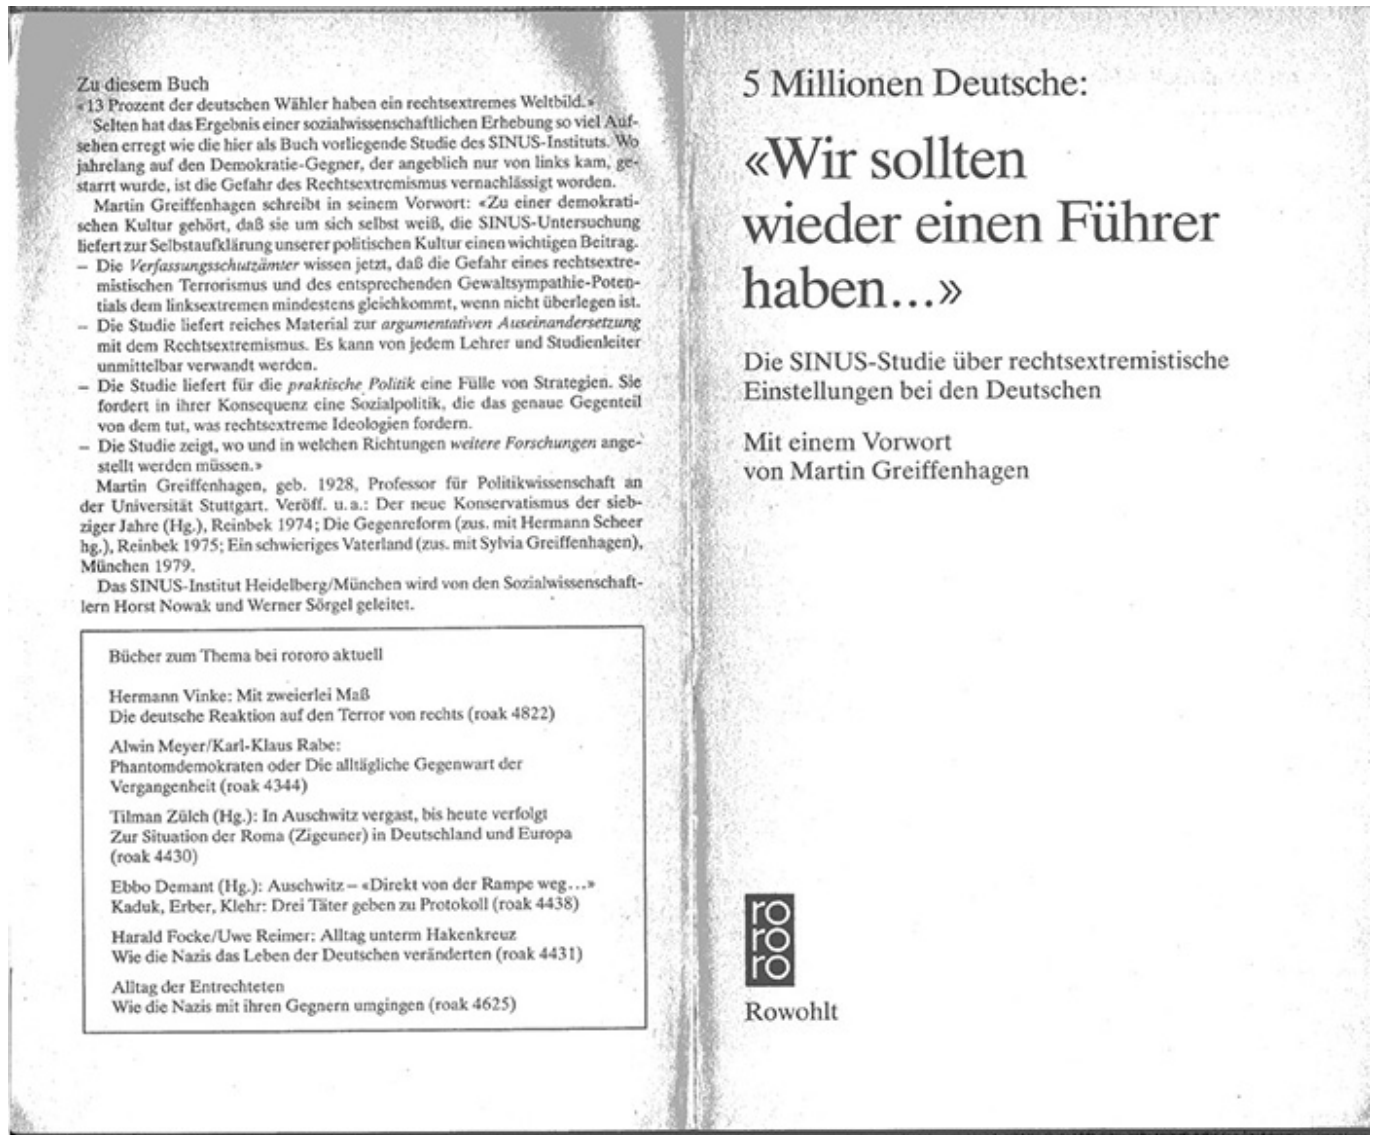 Zu diesem Buch
«13 Prozent der deutschen Wähler haben ein rechtsextremes Weltbild.»
Selten hat das Ergebnis einer sozialwissenschaftlichen Erhebung so viel Auf-
sehen erregt wie die hier als Buch vorliegende Studie des SINUS-Instituts. Wo
jahrelang auf den Demokratie-Gegner, der angeblich nur von links kam, ge-
starrt wurde, ist die Gefahr des Rechtsextremismus vernachlässigt worden.
Martin Greiffenhagen schreibt in seinem Vorwort: «Zu einer demokrati-
schen Kultur gehört, daß sie um sich selbst weiß, die SINUS-Untersuchung
liefert zur Selbstaufklärung unserer politischen Kultur einen wichtigen Beitrag.
– Die Verfassungsschutzämter wissen jetzt, daß die Gefahr eines rechtsextre-
mistischen Terrorismus und des entsprechenden Gewaltsympathie-Poten-
tials dem linksextremen mindestens gleichkommt, wenn nicht überlegen ist.
– Die Studie liefert reiches Material zur argumentativen Auseinandersetzung
mit dem Rechtsextremismus. Es kann von jedem Lehrer und Studienleiter
unmittelbar verwandt werden.
– Die Studie liefert für die praktische Politik eine Fülle von Strategien. Sie
fordert in ihrer Konsequenz eine Sozialpolitik, die das genaue Gegenteil
von dem tut, was rechtsextreme Ideologien fordern.
– Die Studie zeigt, wo und in welchen Richtungen weitere Forschungen ange-
stellt werden müssen.»
Martin Greiffenhagen, geb. 1928, Professor für Politikwissenschaft an
der Universität Stuttgart. Veröff. u. a.: Der neue Konservatismus der sieb-
ziger Jahre (Hg.), Reinbek 1974; Die Gegenreform (zus. mit Hermann Scheer
hg.), Reinbek 1975; Ein schwieriges Vaterland (zus. mit Sylvia Greiffenhagen),
München 1979.
Das SINUS-Institut Heidelberg/München wird von den Sozialwissenschaft-
lern Horst Nowak und Werner Sörgel geleitet.
Bücher zum Thema bei rororo aktuell
Hermann Vinke: Mit zweierlei Maß
Die deutsche Reaktion auf den Terror von rechts (roak 4822)
Alwin Meyer/Karl-Klaus Rabe:
Phantomdemokraten oder Die alltägliche Gegenwart der
Vergangenheit (roak 4344)
Tilman Zülch (Hg.): In Auschwitz vergast, bis heute verfolgt
Zur Situation der Roma (Zigeuner) in Deutschland und Europa
(roak 4430)
Ebbo Demant (Hg.): Auschwitz – «Direkt von der Rampe weg...»
Kaduk, Erber, Klehr: Drei Täter geben zu Protokoll (roak 4438)
Harald Focke/Uwe Reimer: Alltag unterm Hakenkreuz
Wie die Nazis das Leben der Deutschen veränderten (roak 4431)
Alltag der Entrechteten
Wie die Nazis mit ihren Gegnern umgingen (roak 4625)
5 Millionen Deutsche:
«Wir sollten
wieder einen Führer
haben...»
Die SINUS-Studie über rechtsextremistische
Einstellungen bei den Deutschen
Mit einem Vorwort
von Martin Greiffenhagen
ro
ro
ro
Rowohlt